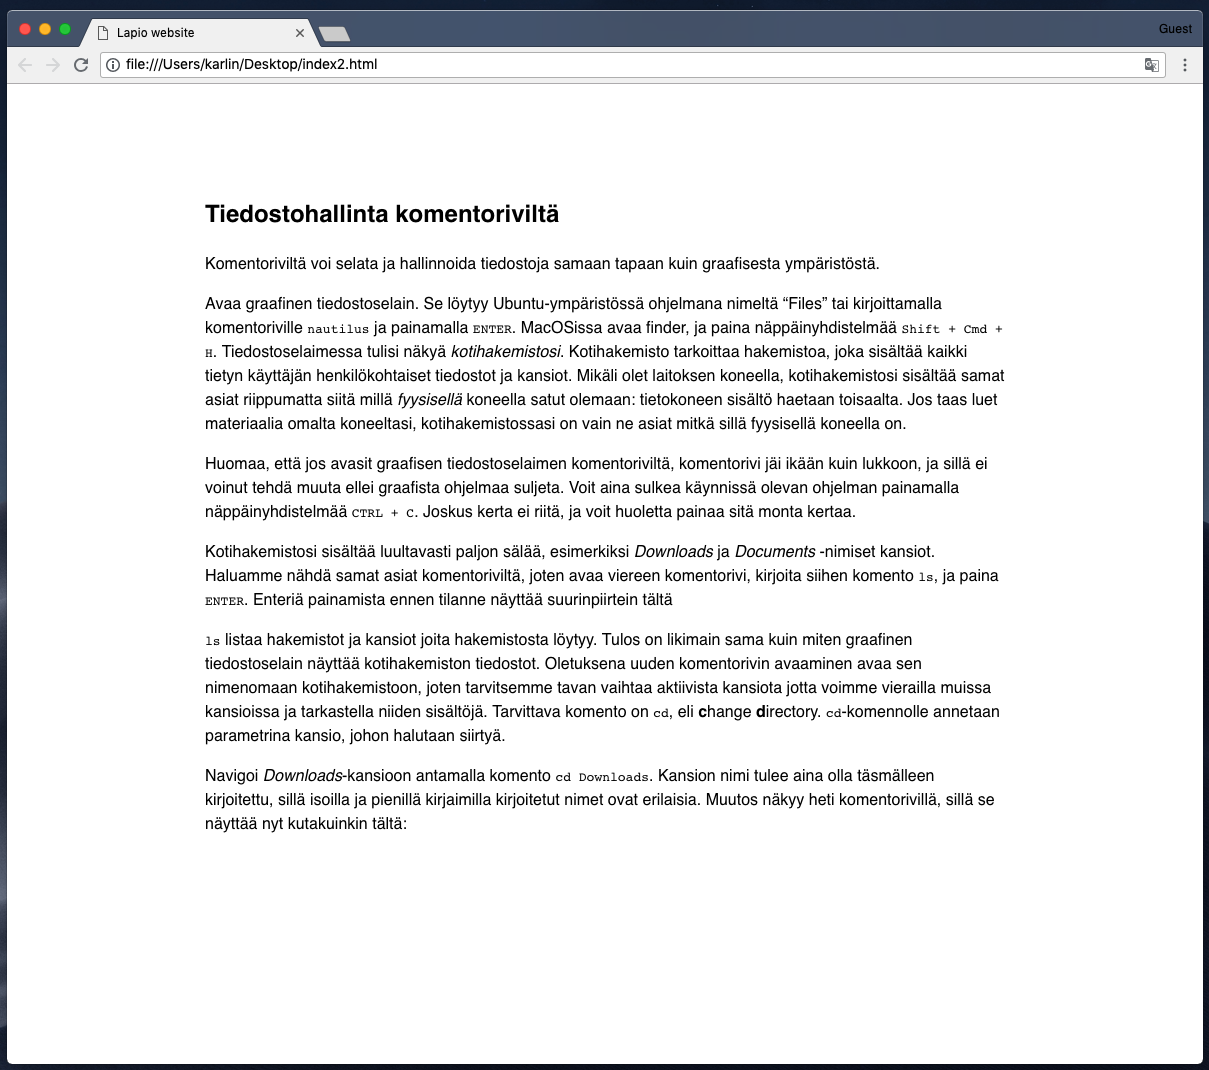 Lapio website
Guest
file:///Users/karlin/Desktop/index2.html
Tiedostohallinta komentoriviltä
Komentoriviltä voi selata ja hallinnoida tiedostoja samaan tapaan kuin graafisesta ympäristöstä.
Avaa graafinen tiedostoselain. Se löytyy Ubuntu-ympäristössä ohjelmana nimeltä “Files” tai kirjoittamalla
komentoriville nautilus ja painamalla ENTER. MacOSissa avaa finder, ja paina näppäinyhdistelmää Shift + Cmd +
H. Tiedostoselaimessa tulisi näkyä kotihakemistosi. Kotihakemisto tarkoittaa hakemistoa, joka sisältää kaikki
tietyn käyttäjän henkilökohtaiset tiedostot ja kansiot. Mikäli olet laitoksen koneella, kotihakemistosi sisältää samat
asiat riippumatta siitä millä fyysisellä koneella satut olemaan: tietokoneen sisältö haetaan toisaalta. Jos taas luet
materiaalia omalta koneeltasi, kotihakemistossasi on vain ne asiat mitkä sillä fyysisellä koneella on.
Huomaa, että jos avasit graafisen tiedostoselaimen komentoriviltä, komentorivi jäi ikään kuin lukkoon, ja sillä ei
voinut tehdä muuta ellei graafista ohjelmaa suljeta. Voit aina sulkea käynnissä olevan ohjelman painamalla
näppäinyhdistelmää CTRL + C. Joskus kerta ei riitä, ja voit huoletta painaa sitä monta kertaa.
Kotihakemistosi sisältää luultavasti paljon sälää, esimerkiksi Downloads ja Documents -nimiset kansiot.
Haluamme nähdä samat asiat komentoriviltä, joten avaa viereen komentorivi, kirjoita siihen komento ls, ja paina
ENTER. Enteriä painamista ennen tilanne näyttää suurinpiirtein tältä
ls listaa hakemistot ja kansiot joita hakemistosta löytyy. Tulos on likimain sama kuin miten graafinen
tiedostoselain näyttää kotihakemiston tiedostot. Oletuksena uuden komentorivin avaaminen avaa sen
nimenomaan kotihakemistoon, joten tarvitsemme tavan vaihtaa aktiivista kansiota jotta voimme vierailla muissa
kansioissa ja tarkastella niiden sisältöjä. Tarvittava komento on cd, eli change directory. cd-komennolle annetaan
parametrina kansio, johon halutaan siirtyä.
Navigoi Downloads-kansioon antamalla komento cd Downloads. Kansion nimi tulee aina olla täsmälleen
kirjoitettu, sillä isoilla ja pienillä kirjaimilla kirjoitetut nimet ovat erilaisia. Muutos näkyy heti komentorivillä, sillä se
näyttää nyt kutakuinkin tältä: